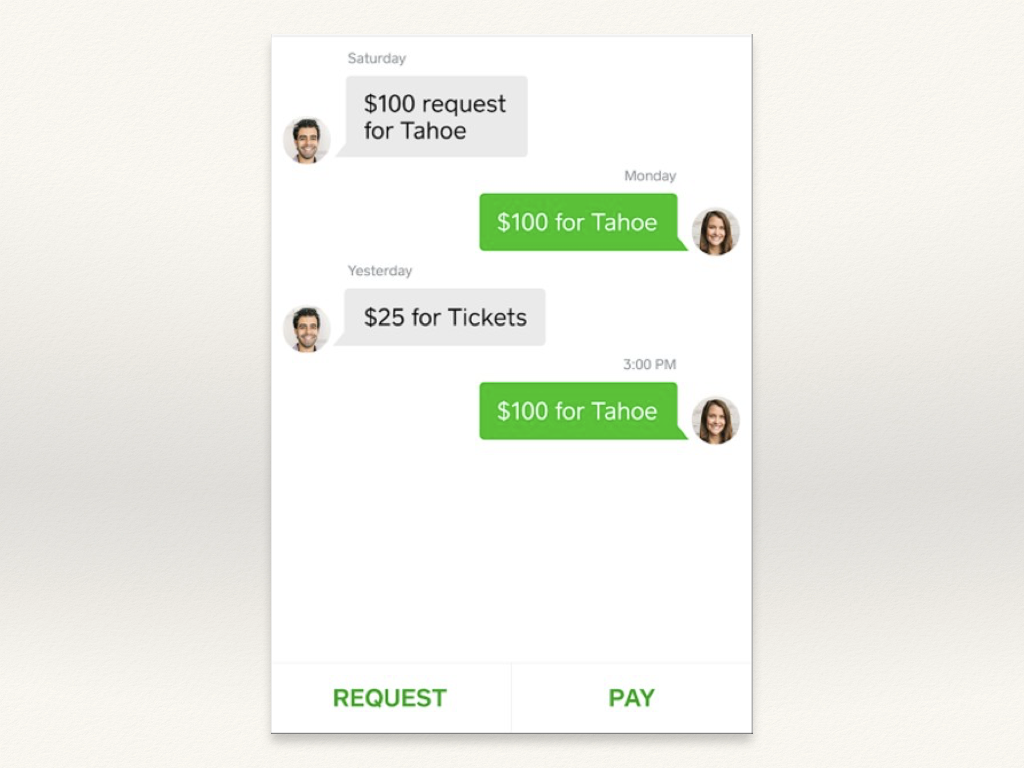 Saturday
$100 request
for Tahoe
Monday
$100 for Tahoe
Yesterday
$25 for Tickets
3:00 PM
$100 for Tahoe
REQUEST
PAY